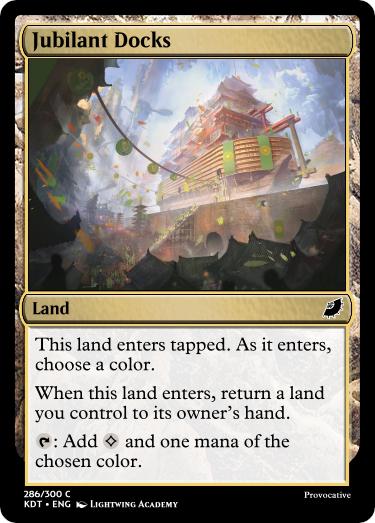 Jubilant Docks
Land
This land enters tapped. As it enters,
choose a color.
When this land enters, return a land
you control to its owner's hand.
: Add and one mana of the
chosen color.
286/300 C
KDT • ENG Lightwing Academy
Provocative